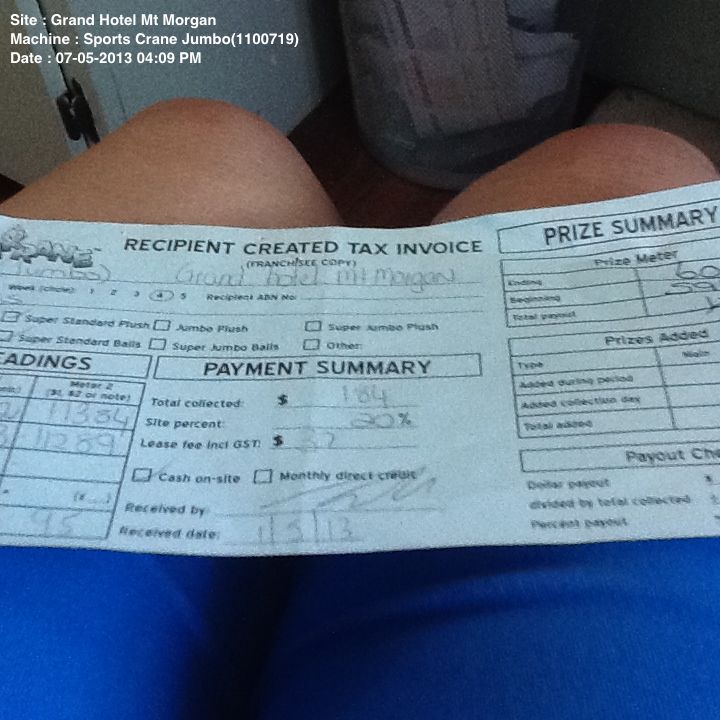 Site : Grand Hotel Mt Morgan
Machine : Sports Crane Jumbo(1100719)
Date : 07-05-2013 04:09 PM
CRANE
RECIPIENT CREATED TAX INVOICE
(FRANCHISEE COPY)
Jumbo) Grand hotel Mt Morgan
Week (circle): 1 2 3 4 5 Recipient ABN No:
Super Standard Plush Jumbo Plush Super Jumbo Plush
Super Standard Balls Super Jumbo Balls Other:
READINGS
Meter 2
($1, $2 or note)
11384
11289
95
PAYMENT SUMMARY
Total collected: $ 184
Site percent: 20%
Lease fee incl GST: $ 37
Cash on-site Monthly direct credit
Received by
Received date: 1/5/13
PRIZE SUMMARY
Prize Meter
Ending 60
Beginning 59
Total payout
Prizes Added
Type Main
Added during period
Added collection day
Total added
Payout Che
Dollar payout $
divided by total collected $
Percent payout